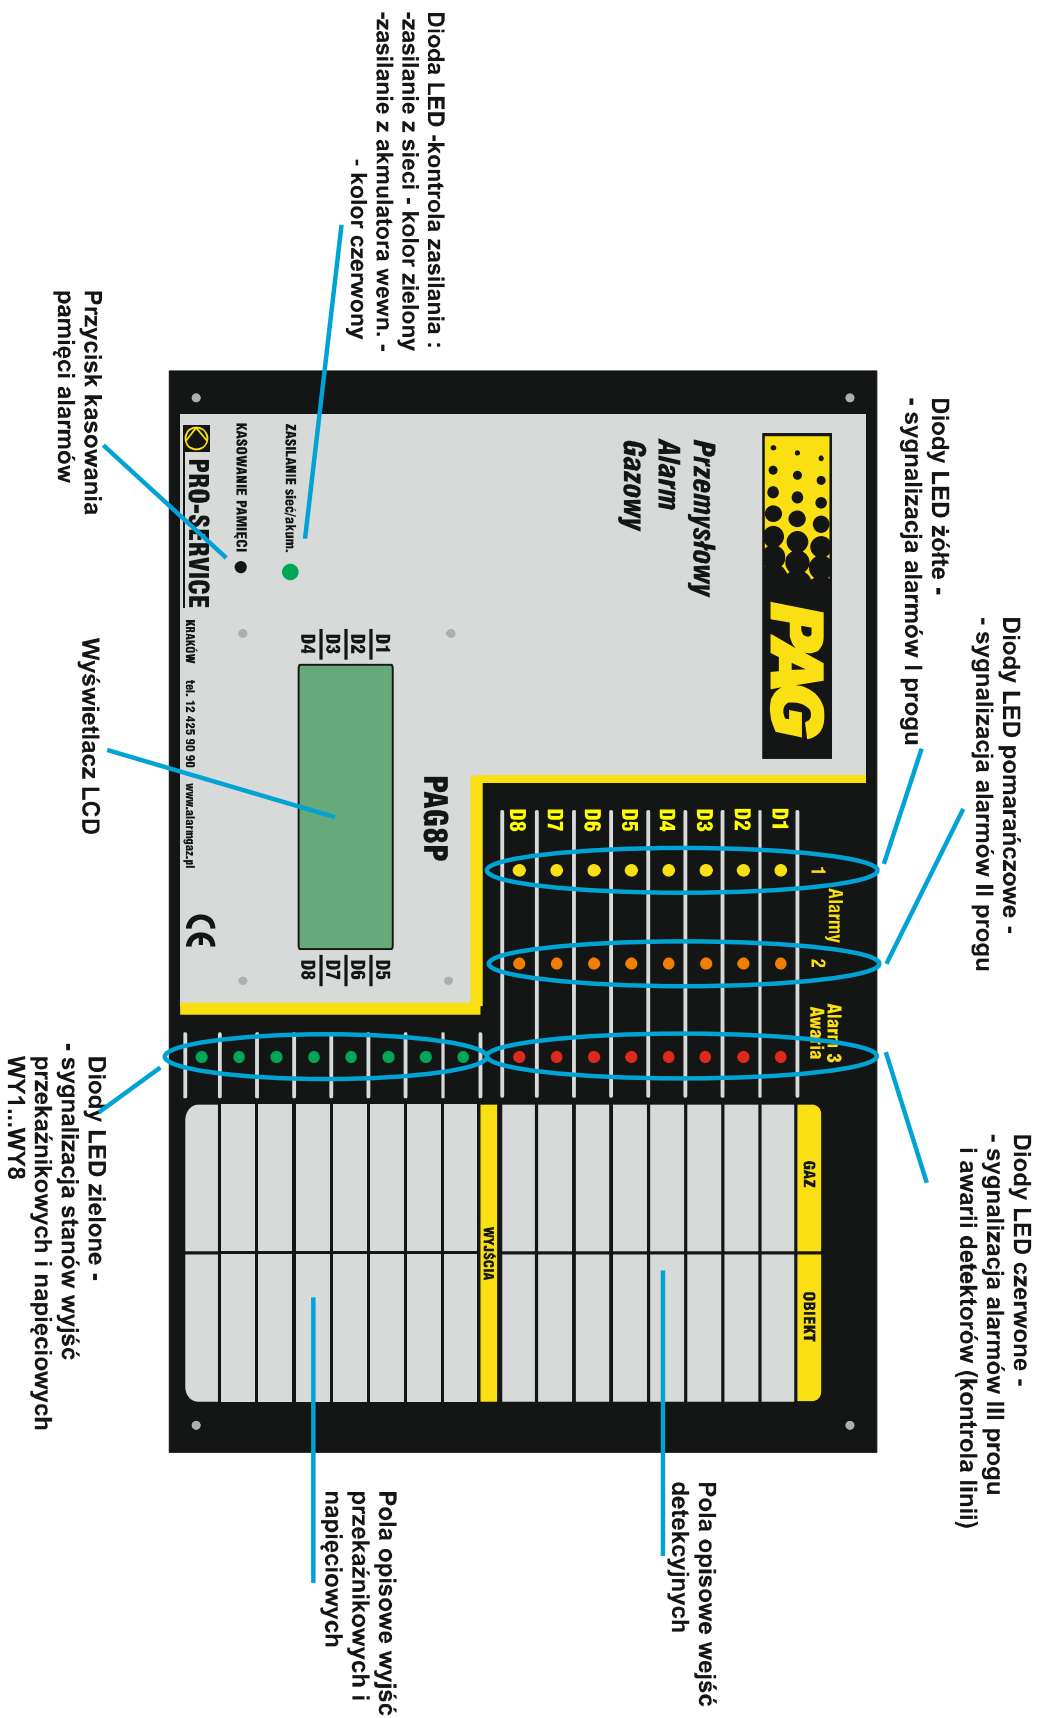 Diody LED żółte -
- sygnalizacja alarmów I progu
Diody LED pomarańczowe -
- sygnalizacja alarmów II progu
Diody LED czerwone -
- sygnalizacja alarmów III progu
i awarii detektorów (kontrola linii)
Dioda LED -kontrola zasilania :
-zasilanie z sieci - kolor zielony
-zasilanie z akmulatora wewn. -
- kolor czerwony
PAG
Przemysłowy
Alarm
Gazowy
ZASILANIE sieć/akum.
KASOWANIE PAMIĘCI
PRO-SERVICE
KRAKÓW tel. 12 425 90 90 www.alarmgaz.pl
CE
PAG8P
D1
D2
D3
D4
D5
D6
D7
D8
1
Alarmy
2
Alarm 3
Awaria
D1
D2
D3
D4
D5
D6
D7
D8
GAZ
OBIEKT
WYJŚCIA
Pola opisowe wejść
detekcyjnych
Pola opisowe wyjść
przekaźnikowych i
napięciowych
Przycisk kasowania
pamięci alarmów
Wyświetlacz LCD
Diody LED zielone -
- sygnalizacja stanów wyjść
przekaźnikowych i napięciowych
WY1...WY8